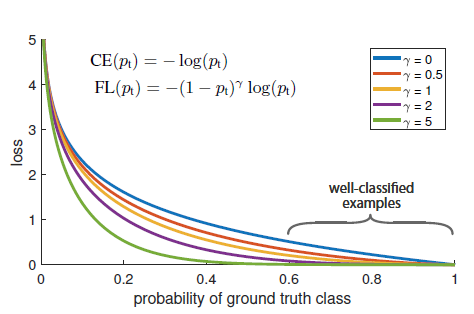 CE(pₜ) = − log(pₜ)
FL(pₜ) = −(1 − pₜ)^γ log(pₜ)
γ = 0
γ = 0.5
γ = 1
γ = 2
γ = 5
well-classified
examples
loss
5
4
3
2
1
0
0 0.2 0.4 0.6 0.8 1
probability of ground truth class